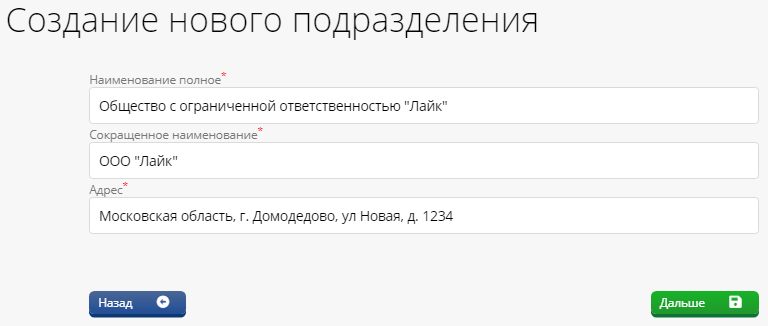 Создание нового подразделения
Наименование полное*
Общество с ограниченной ответственностью "Лайк"
Сокращенное наименование*
ООО "Лайк"
Адрес*
Московская область, г. Домодедово, ул Новая, д. 1234
Назад
Дальше